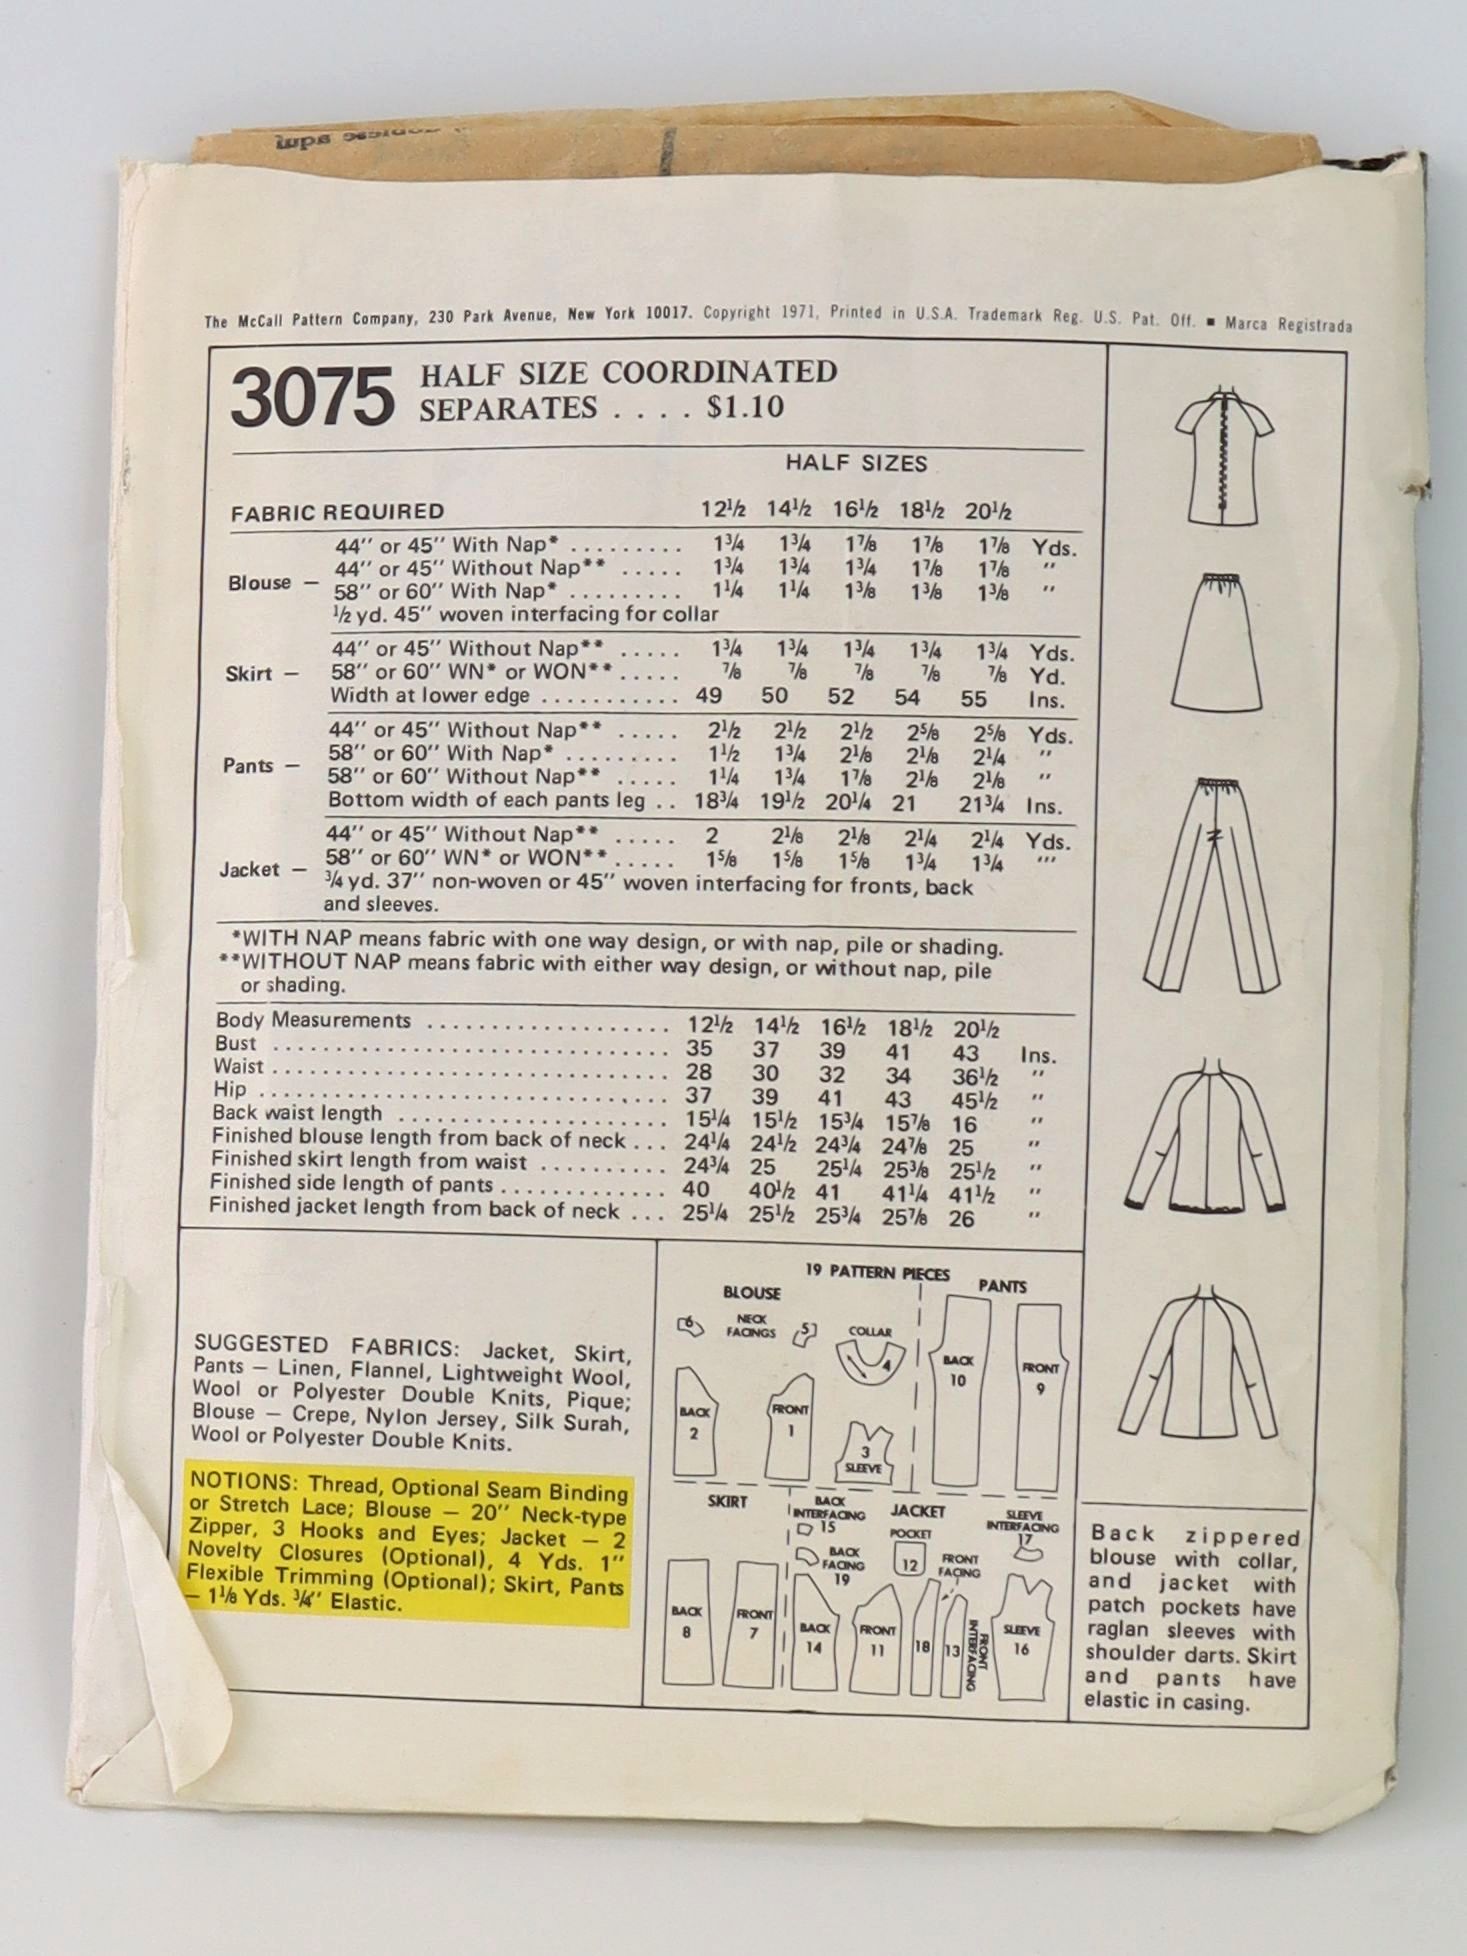 The McCall Pattern Company, 230 Park Avenue, New York 10017. Copyright 1971, Printed in U.S.A. Trademark Reg. U.S. Pat. Off. ■ Marca Registrada
3075 HALF SIZE COORDINATED
SEPARATES . . . . $1.10
HALF SIZES
FABRIC REQUIRED 12½ 14½ 16½ 18½ 20½
Blouse –
44" or 45" With Nap* ......... 1¾ 1¾ 1⅞ 1⅞ 1⅞ Yds.
44" or 45" Without Nap** ..... 1¾ 1¾ 1¾ 1⅞ 1⅞ "
58" or 60" With Nap* ......... 1¼ 1¼ 1⅜ 1⅜ 1⅜ "
½ yd. 45" woven interfacing for collar
Skirt –
44" or 45" Without Nap** ..... 1¾ 1¾ 1¾ 1¾ 1¾ Yds.
58" or 60" WN* or WON** ..... ⅞ ⅞ ⅞ ⅞ ⅞ Yd.
Width at lower edge ........... 49 50 52 54 55 Ins.
Pants –
44" or 45" Without Nap** ..... 2½ 2½ 2½ 2⅝ 2⅝ Yds.
58" or 60" With Nap* ......... 1½ 1¾ 2⅛ 2⅛ 2¼ "
58" or 60" Without Nap** ..... 1¼ 1¾ 1⅞ 2⅛ 2⅛ "
Bottom width of each pants leg .. 18¾ 19½ 20¼ 21 21¾ Ins.
Jacket –
44" or 45" Without Nap** ..... 2 2⅛ 2⅛ 2¼ 2¼ Yds.
58" or 60" WN* or WON** ..... 1⅝ 1⅝ 1⅝ 1¾ 1¾ "'
¾ yd. 37" non-woven or 45" woven interfacing for fronts, back
and sleeves.
*WITH NAP means fabric with one way design, or with nap, pile or shading.
**WITHOUT NAP means fabric with either way design, or without nap, pile
or shading.
Body Measurements ................... 12½ 14½ 16½ 18½ 20½
Bust ................................ 35 37 39 41 43 Ins.
Waist ................................ 28 30 32 34 36½ "
Hip ................................. 37 39 41 43 45½ "
Back waist length ..................... 15¼ 15½ 15¾ 15⅞ 16 "
Finished blouse length from back of neck ... 24¼ 24½ 24¾ 24⅞ 25 "
Finished skirt length from waist .......... 24¾ 25 25¼ 25⅜ 25½ "
Finished side length of pants ............. 40 40½ 41 41¼ 41½ "
Finished jacket length from back of neck ... 25¼ 25½ 25¾ 25⅞ 26 "
SUGGESTED FABRICS: Jacket, Skirt,
Pants – Linen, Flannel, Lightweight Wool,
Wool or Polyester Double Knits, Pique;
Blouse – Crepe, Nylon Jersey, Silk Surah,
Wool or Polyester Double Knits.
NOTIONS: Thread, Optional Seam Binding
or Stretch Lace; Blouse – 20" Neck-type
Zipper, 3 Hooks and Eyes; Jacket – 2
Novelty Closures (Optional), 4 Yds. 1"
Flexible Trimming (Optional); Skirt, Pants
– 1⅛ Yds. ¾" Elastic.
19 PATTERN PIECES
BLOUSE
PANTS
6
NECK
FACINGS
5
COLLAR
4
BACK
2
FRONT
1
3
SLEEVE
BACK
10
FRONT
9
SKIRT
BACK
8
FRONT
7
JACKET
BACK
INTERFACING
15
BACK
FACING
19
POCKET
12
FRONT
FACING
SLEEVE
INTERFACING
17
BACK
14
FRONT
11
18
13
FRONT
INTERFACING
SLEEVE
16
Back zippered
blouse with collar,
and jacket with
patch pockets have
raglan sleeves with
shoulder darts. Skirt
and pants have
elastic in casing.